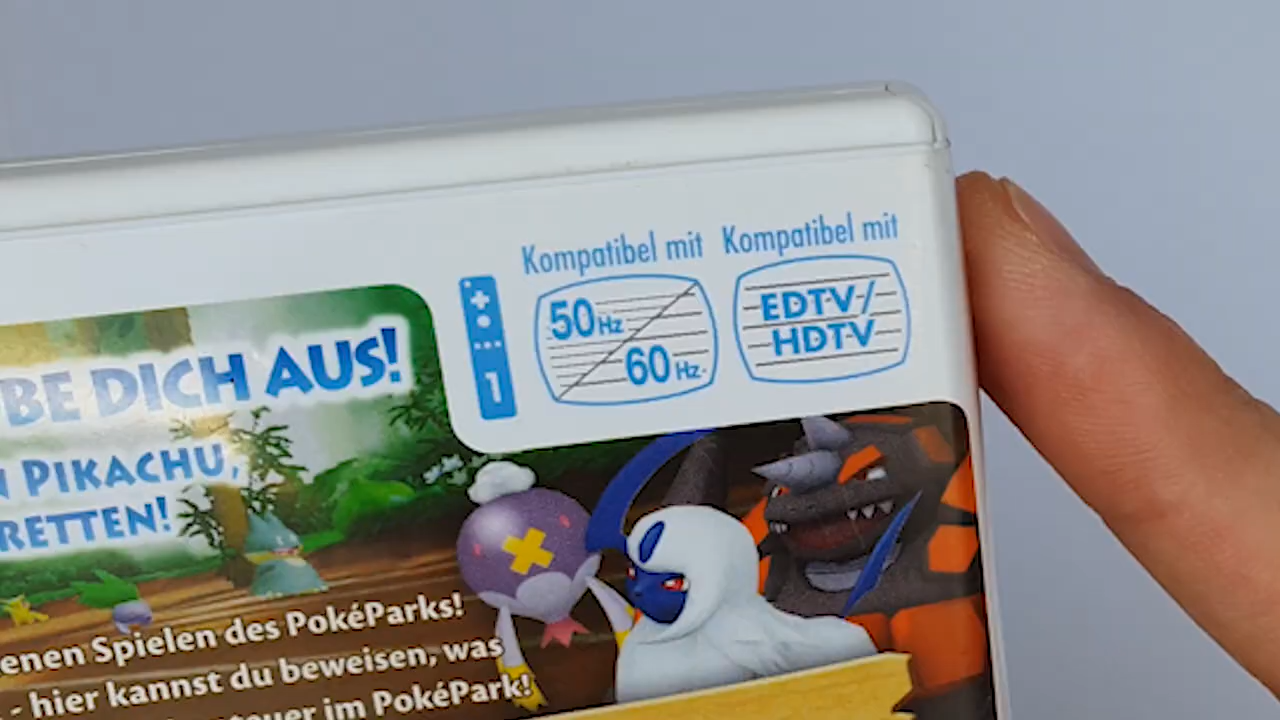 Kompatibel mit Kompatibel mit
50Hz
60Hz
EDTV/
HDTV
1
BE DICH AUS!
PIKACHU,
RETTEN!
enen Spielen des PokéParks!
- hier kannst du beweisen, was
im PokéPark!